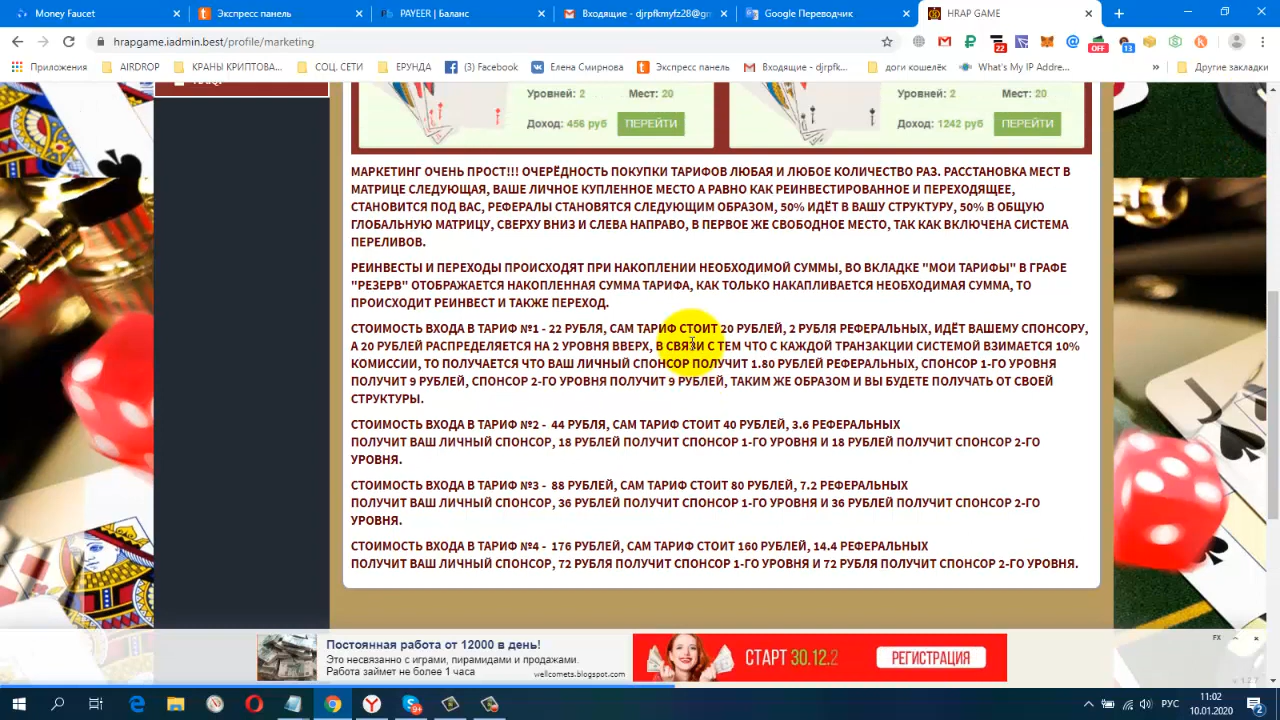 Money Faucet
Экспресс панель
PAYEER | Баланс
Входящие - djrpfkmyfz28@gm
Google Переводчик
HRAP GAME
hrapgame.iadmin.best/profile/marketing
22
OFF
13
Приложения
AIRDROP
КРАНЫ КРИПТОВА...
СОЦ. СЕТИ
ЕРУНДА
(3) Facebook
Елена Смирнова
Экспресс панель
Входящие - djrpfk...
доги кошелёк
What's My IP Addre...
Другие закладки
Уровней: 2 Мест: 20
Доход: 456 руб ПЕРЕЙТИ
Уровней: 2 Мест: 20
Доход: 1242 руб ПЕРЕЙТИ
МАРКЕТИНГ ОЧЕНЬ ПРОСТ!!! ОЧЕРЁДНОСТЬ ПОКУПКИ ТАРИФОВ ЛЮБАЯ И ЛЮБОЕ КОЛИЧЕСТВО РАЗ. РАССТАНОВКА МЕСТ В
МАТРИЦЕ СЛЕДУЮЩАЯ, ВАШЕ ЛИЧНОЕ КУПЛЕННОЕ МЕСТО А РАВНО КАК РЕИНВЕСТИРОВАННОЕ И ПЕРЕХОДЯЩЕЕ,
СТАНОВИТСЯ ПОД ВАС, РЕФЕРАЛЫ СТАНОВЯТСЯ СЛЕДУЮЩИМ ОБРАЗОМ, 50% ИДЁТ В ВАШУ СТРУКТУРУ, 50% В ОБЩУЮ
ГЛОБАЛЬНУЮ МАТРИЦУ, СВЕРХУ ВНИЗ И СЛЕВА НАПРАВО, В ПЕРВОЕ ЖЕ СВОБОДНОЕ МЕСТО, ТАК КАК ВКЛЮЧЕНА СИСТЕМА
ПЕРЕЛИВОВ.
РЕИНВЕСТЫ И ПЕРЕХОДЫ ПРОИСХОДЯТ ПРИ НАКОПЛЕНИИ НЕОБХОДИМОЙ СУММЫ, ВО ВКЛАДКЕ "МОИ ТАРИФЫ" В ГРАФЕ
"РЕЗЕРВ" ОТОБРАЖАЕТСЯ НАКОПЛЕННАЯ СУММА ТАРИФА, КАК ТОЛЬКО НАКАПЛИВАЕТСЯ НЕОБХОДИМАЯ СУММА, ТО
ПРОИСХОДИТ РЕИНВЕСТ И ТАКЖЕ ПЕРЕХОД.
СТОИМОСТЬ ВХОДА В ТАРИФ №1 - 22 РУБЛЯ, САМ ТАРИФ СТОИТ 20 РУБЛЕЙ, 2 РУБЛЯ РЕФЕРАЛЬНЫХ, ИДЁТ ВАШЕМУ СПОНСОРУ,
А 20 РУБЛЕЙ РАСПРЕДЕЛЯЕТСЯ НА 2 УРОВНЯ ВВЕРХ, В СВЯЗИ С ТЕМ ЧТО С КАЖДОЙ ТРАНЗАКЦИИ СИСТЕМОЙ ВЗИМАЕТСЯ 10%
КОМИССИИ, ТО ПОЛУЧАЕТСЯ ЧТО ВАШ ЛИЧНЫЙ СПОНСОР ПОЛУЧИТ 1.80 РУБЛЕЙ РЕФЕРАЛЬНЫХ, СПОНСОР 1-ГО УРОВНЯ
ПОЛУЧИТ 9 РУБЛЕЙ, СПОНСОР 2-ГО УРОВНЯ ПОЛУЧИТ 9 РУБЛЕЙ, ТАКИМ ЖЕ ОБРАЗОМ И ВЫ БУДЕТЕ ПОЛУЧАТЬ ОТ СВОЕЙ
СТРУКТУРЫ.
СТОИМОСТЬ ВХОДА В ТАРИФ №2 - 44 РУБЛЯ, САМ ТАРИФ СТОИТ 40 РУБЛЕЙ, 3.6 РЕФЕРАЛЬНЫХ
ПОЛУЧИТ ВАШ ЛИЧНЫЙ СПОНСОР, 18 РУБЛЕЙ ПОЛУЧИТ СПОНСОР 1-ГО УРОВНЯ И 18 РУБЛЕЙ ПОЛУЧИТ СПОНСОР 2-ГО
УРОВНЯ.
СТОИМОСТЬ ВХОДА В ТАРИФ №3 - 88 РУБЛЕЙ, САМ ТАРИФ СТОИТ 80 РУБЛЕЙ, 7.2 РЕФЕРАЛЬНЫХ
ПОЛУЧИТ ВАШ ЛИЧНЫЙ СПОНСОР, 36 РУБЛЕЙ ПОЛУЧИТ СПОНСОР 1-ГО УРОВНЯ И 36 РУБЛЕЙ ПОЛУЧИТ СПОНСОР 2-ГО
УРОВНЯ.
СТОИМОСТЬ ВХОДА В ТАРИФ №4 - 176 РУБЛЕЙ, САМ ТАРИФ СТОИТ 160 РУБЛЕЙ, 14.4 РЕФЕРАЛЬНЫХ
ПОЛУЧИТ ВАШ ЛИЧНЫЙ СПОНСОР, 72 РУБЛЯ ПОЛУЧИТ СПОНСОР 1-ГО УРОВНЯ И 72 РУБЛЯ ПОЛУЧИТ СПОНСОР 2-ГО УРОВНЯ.
Постоянная работа от 12000 в день!
Это несвязанно с играми, пирамидами и продажами.
Работа займет не более 1 часа
wellcomets.blogspot.com
СТАРТ 30.12.2
РЕГИСТРАЦИЯ
FX
v 1.2.7
9+
РУС
11:02
10.01.2020
2